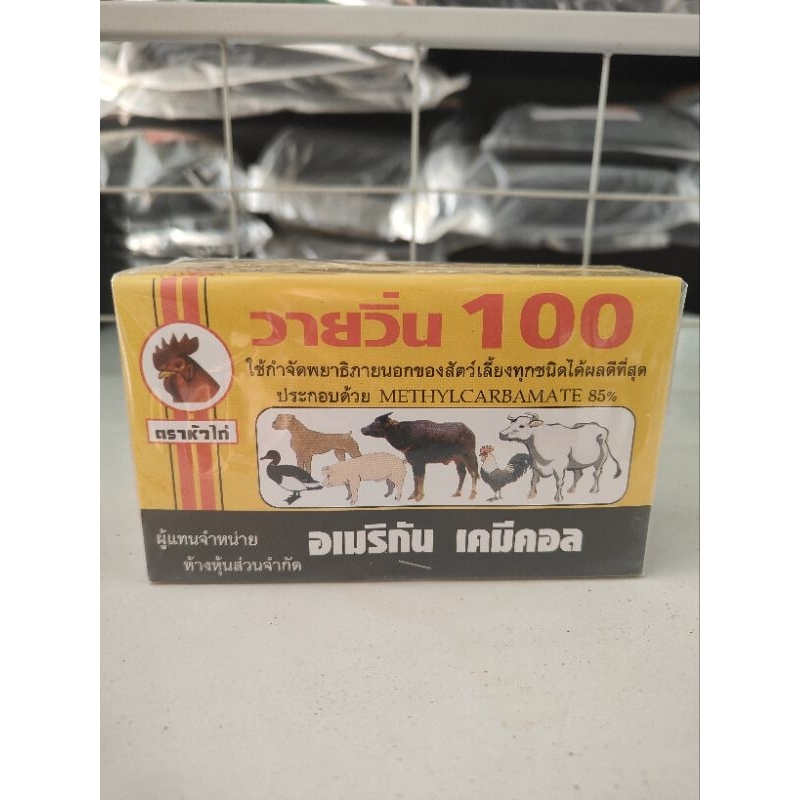 วายวิ่น 100
ใช้กำจัดพยาธิภายนอกของสัตว์เลี้ยงทุกชนิดได้ผลดีที่สุด
ประกอบด้วย METHYLCARBAMATE 85%
ตราหัวไก่
ผู้แทนจำหน่าย
ห้างหุ้นส่วนจำกัด
อเมริกัน เคมีคอล